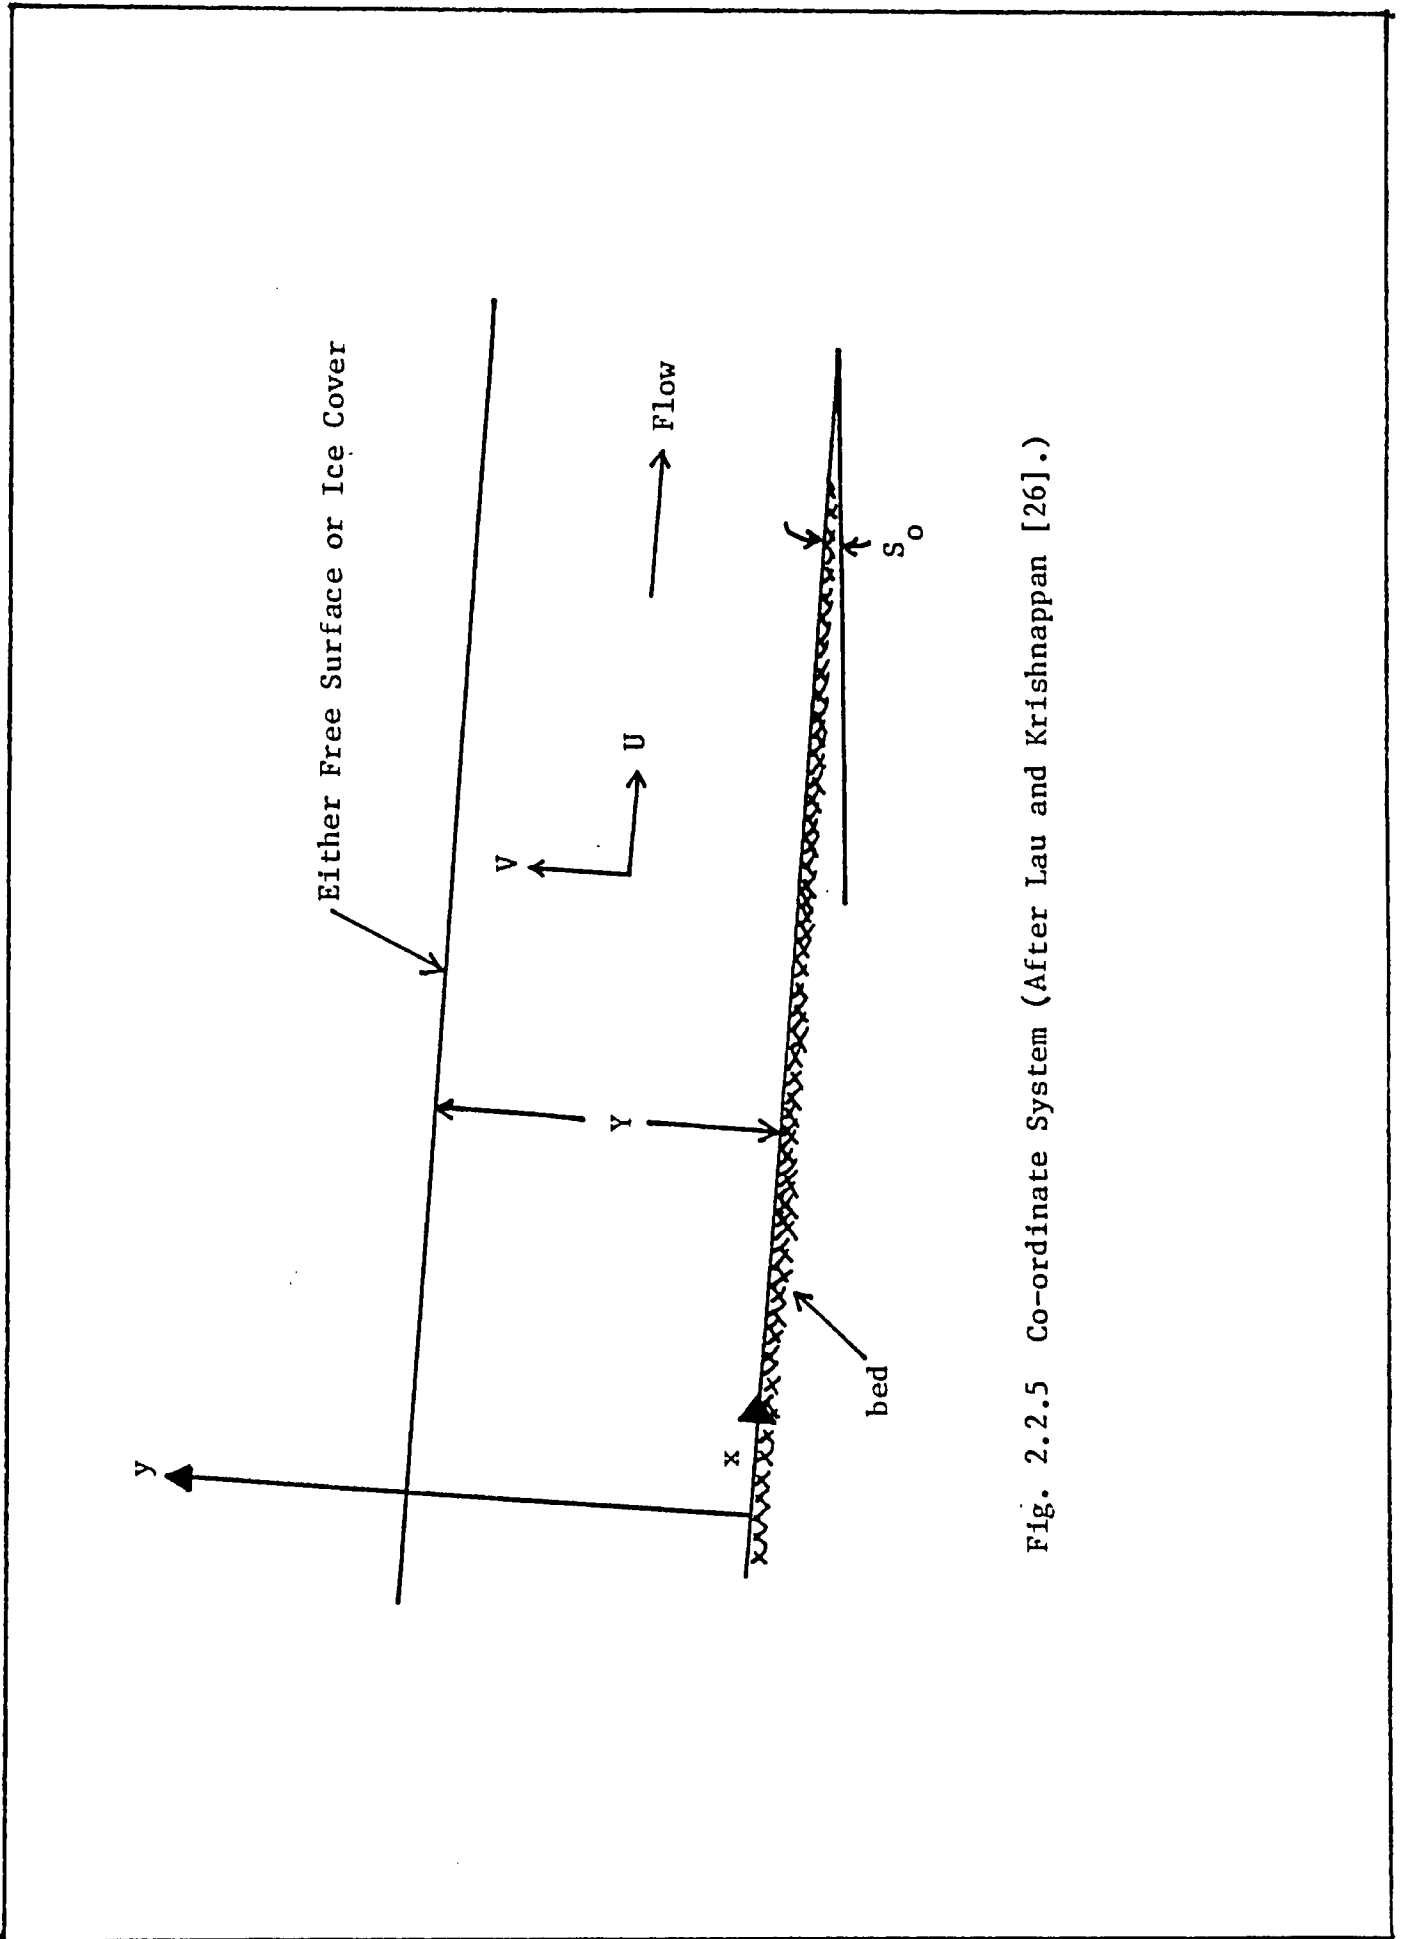 y
Either Free Surface or Ice Cover
V
U
Flow
Y
x
bed
So
Fig. 2.2.5 Co-ordinate System (After Lau and Krishnappan [26].)